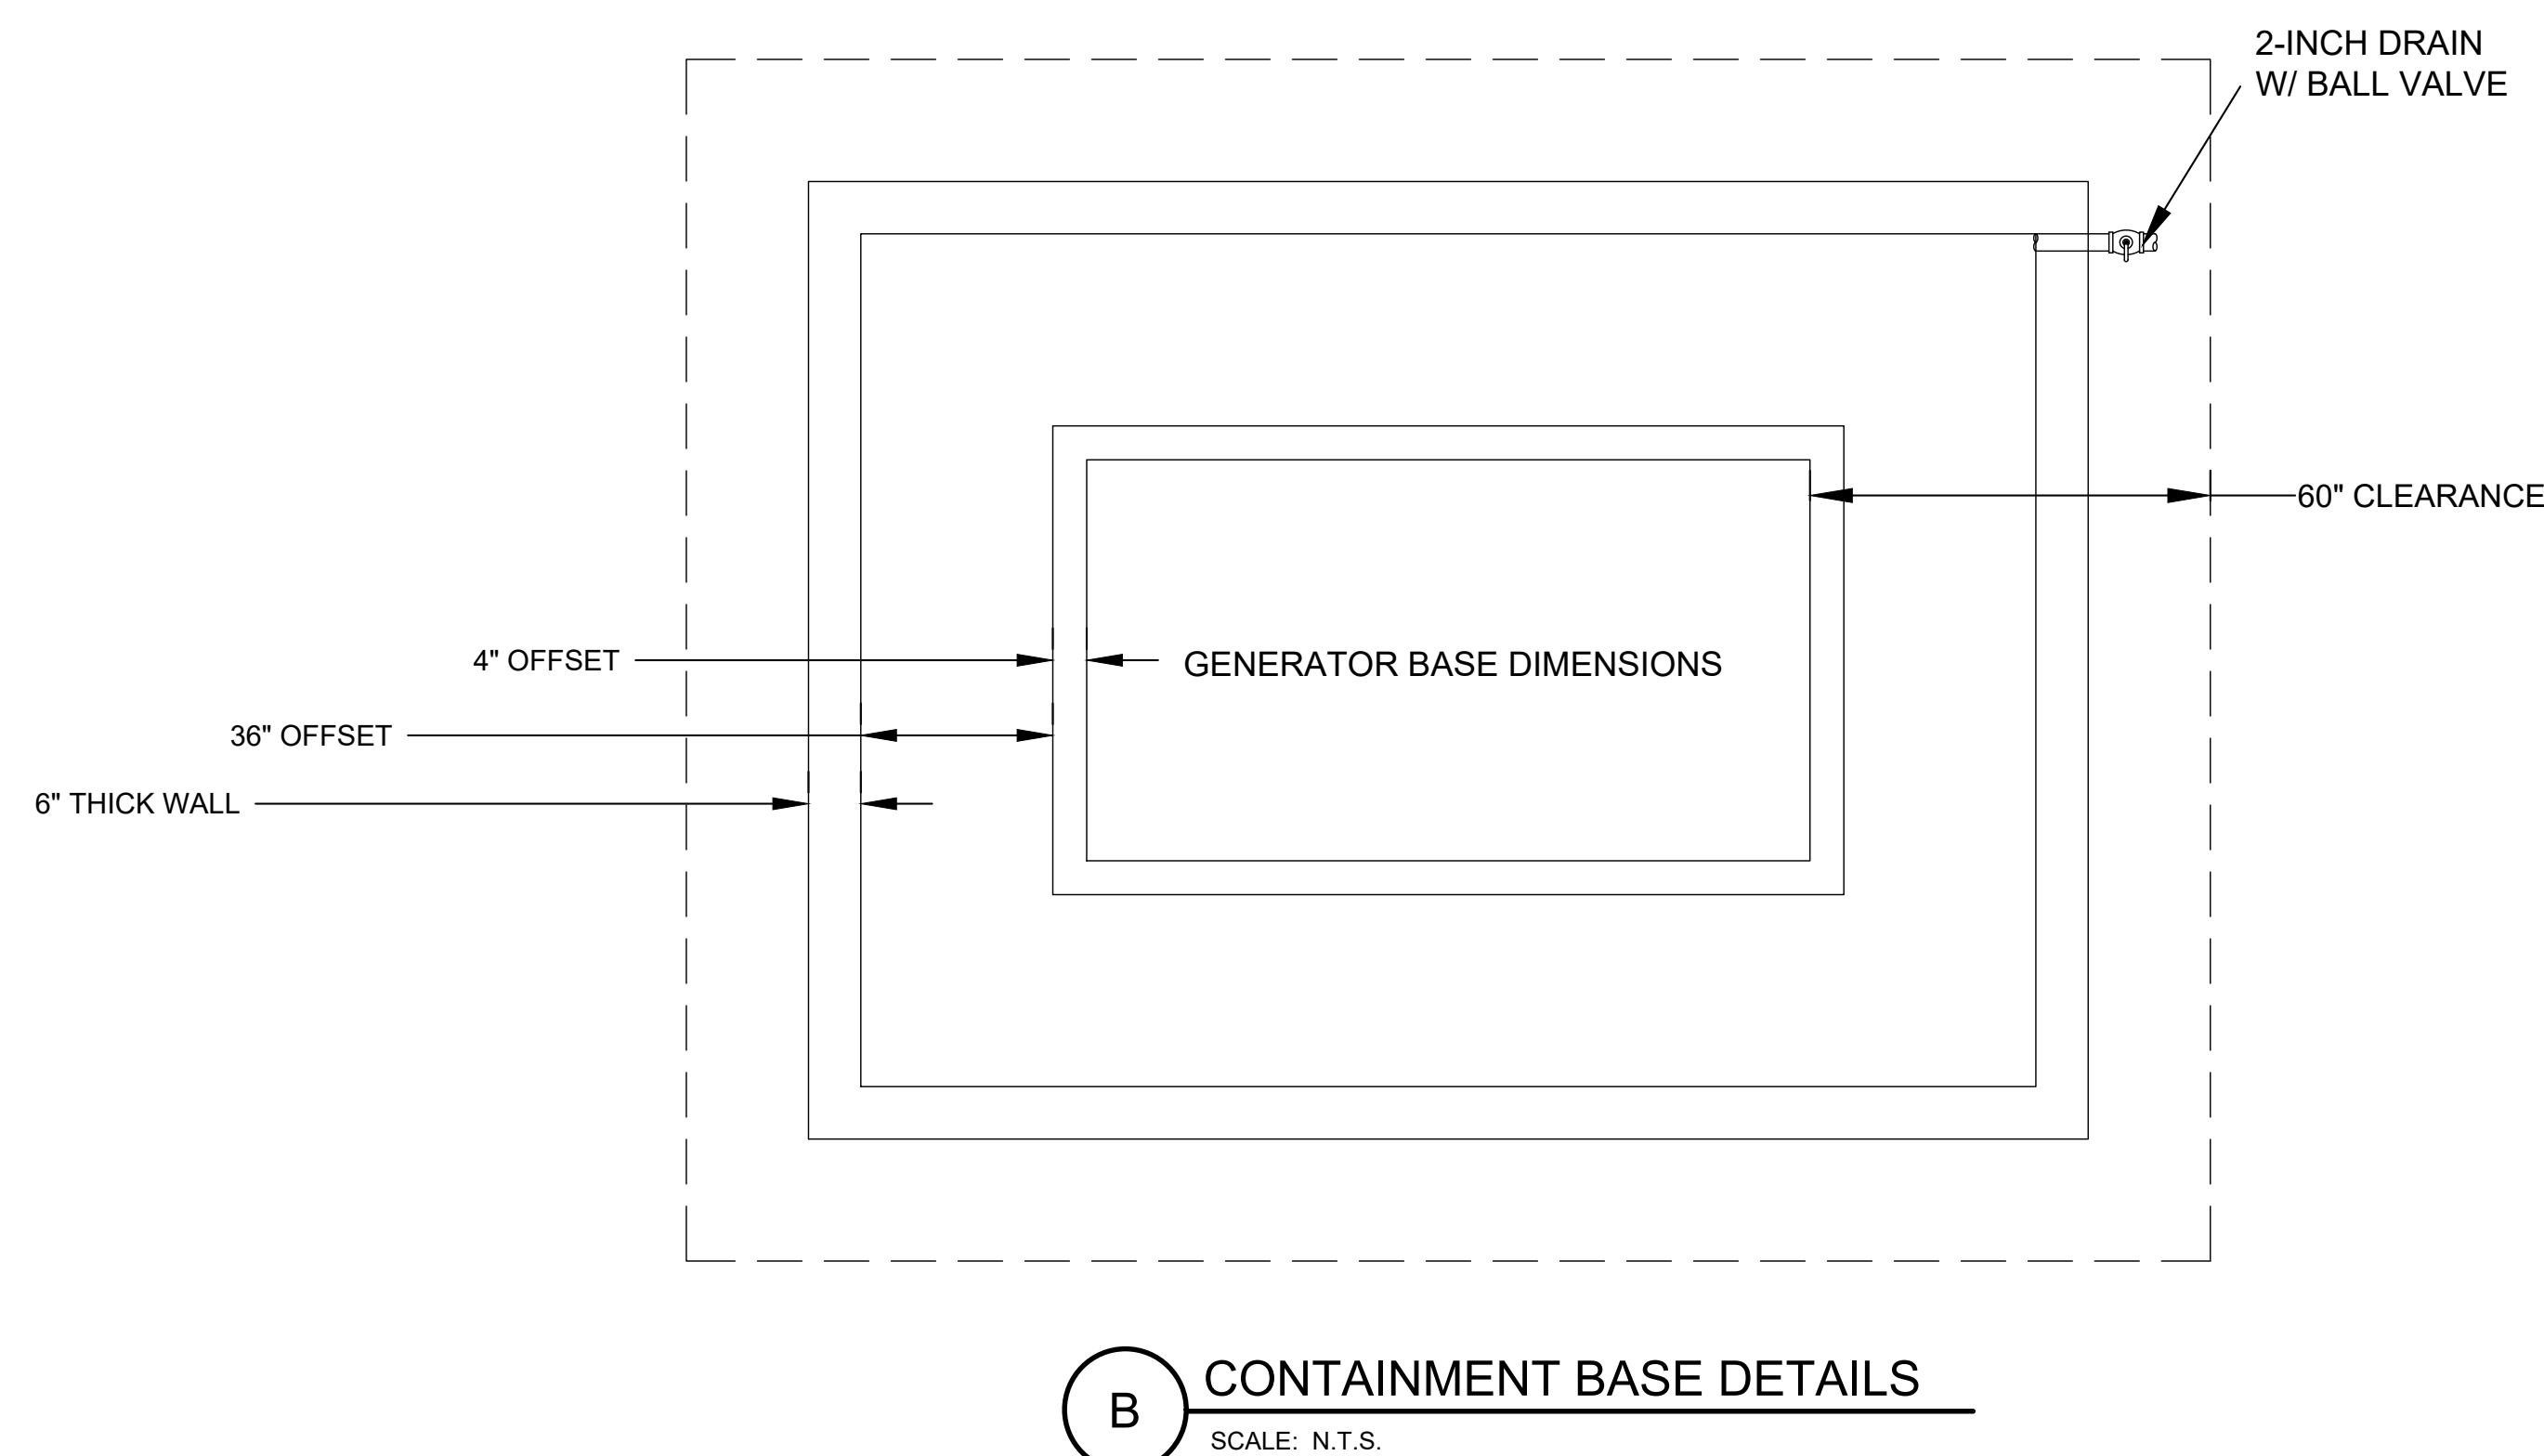 2-INCH DRAIN
W/ BALL VALVE
60" CLEARANCE
4" OFFSET
GENERATOR BASE DIMENSIONS
36" OFFSET
6" THICK WALL
B
CONTAINMENT BASE DETAILS
SCALE: N.T.S.